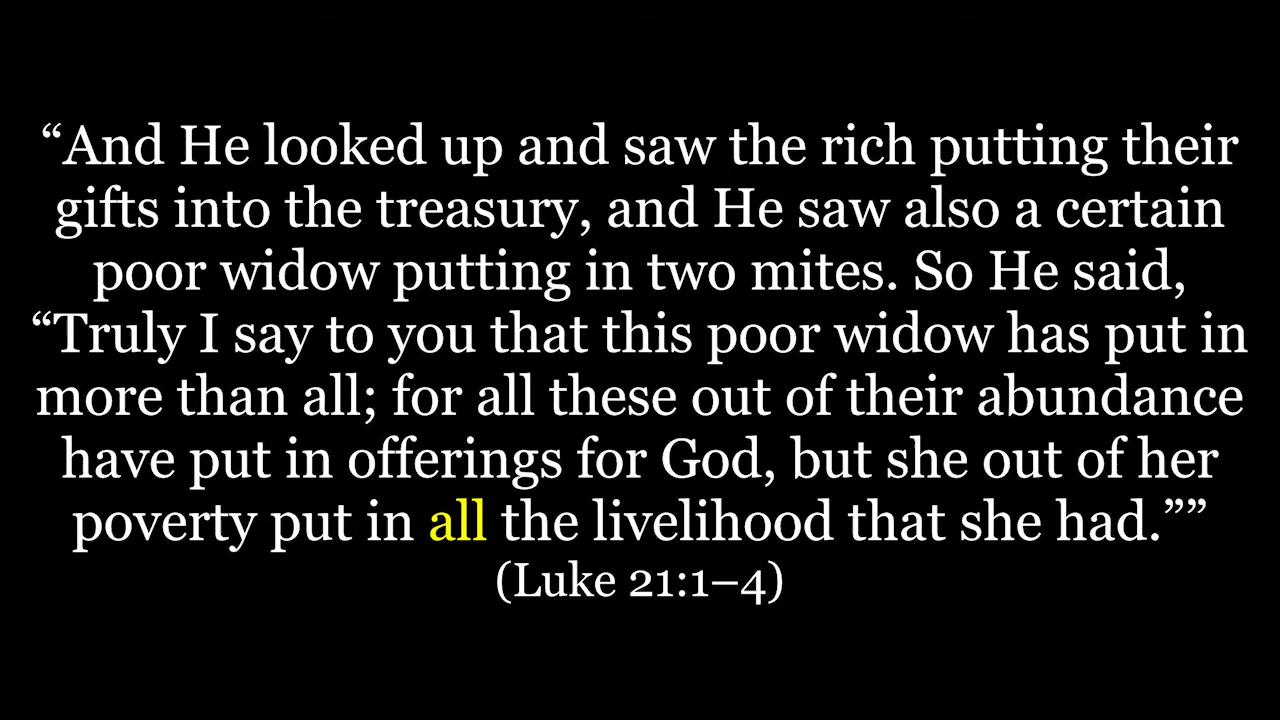 “And He looked up and saw the rich putting their
gifts into the treasury, and He saw also a certain
poor widow putting in two mites. So He said,
“Truly I say to you that this poor widow has put in
more than all; for all these out of their abundance
have put in offerings for God, but she out of her
poverty put in all the livelihood that she had.””
(Luke 21:1–4)